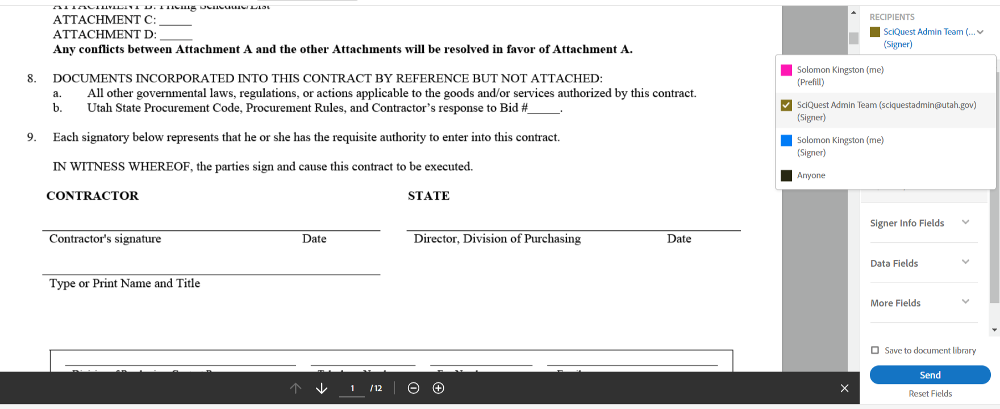 ATTACHMENT B: Pricing Schedule/List
ATTACHMENT C: _____
ATTACHMENT D: _____
Any conflicts between Attachment A and the other Attachments will be resolved in favor of Attachment A.
8. DOCUMENTS INCORPORATED INTO THIS CONTRACT BY REFERENCE BUT NOT ATTACHED:
a. All other governmental laws, regulations, or actions applicable to the goods and/or services authorized by this contract.
b. Utah State Procurement Code, Procurement Rules, and Contractor’s response to Bid #_____.
9. Each signatory below represents that he or she has the requisite authority to enter into this contract.
IN WITNESS WHEREOF, the parties sign and cause this contract to be executed.
CONTRACTOR STATE
Contractor's signature Date Director, Division of Purchasing Date
Type or Print Name and Title
1 /12
RECIPIENTS
SciQuest Admin Team (...
(Signer)
Solomon Kingston (me)
(Prefill)
SciQuest Admin Team (sciquestadmin@utah.gov)
(Signer)
Solomon Kingston (me)
(Signer)
Anyone
Signer Info Fields
Data Fields
More Fields
Save to document library
Send
Reset Fields